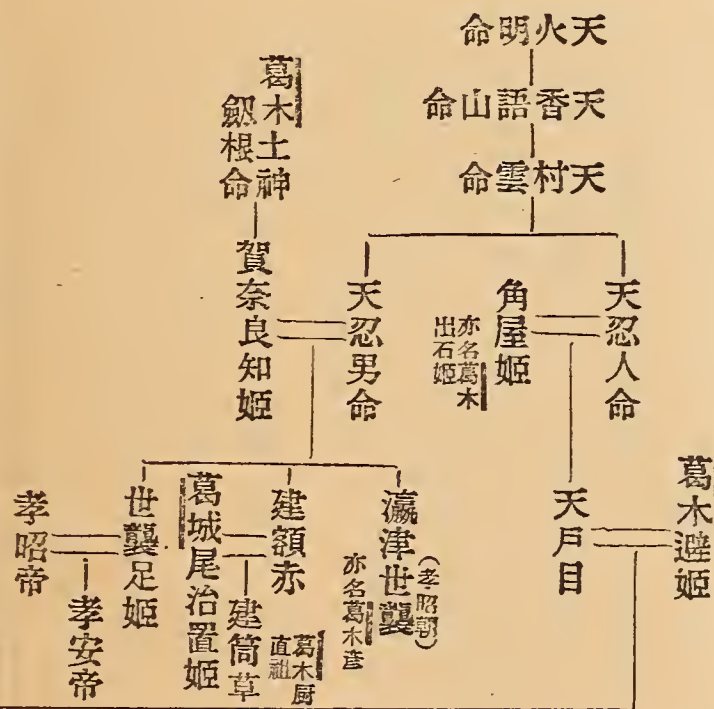 天火明命
天香語山命
天村雲命
天忍人命
角屋姬
亦名葛木
出石姬
天忍男命
賀奈良知姬
葛木土神
劔根命
葛木避姬
天戸目
瀛津世襲
(孝昭朝)
亦名葛木彥
建額赤
葛城尾治置姬
建筒草
葛木厨
直祖
世襲足姬
孝昭帝
孝安帝